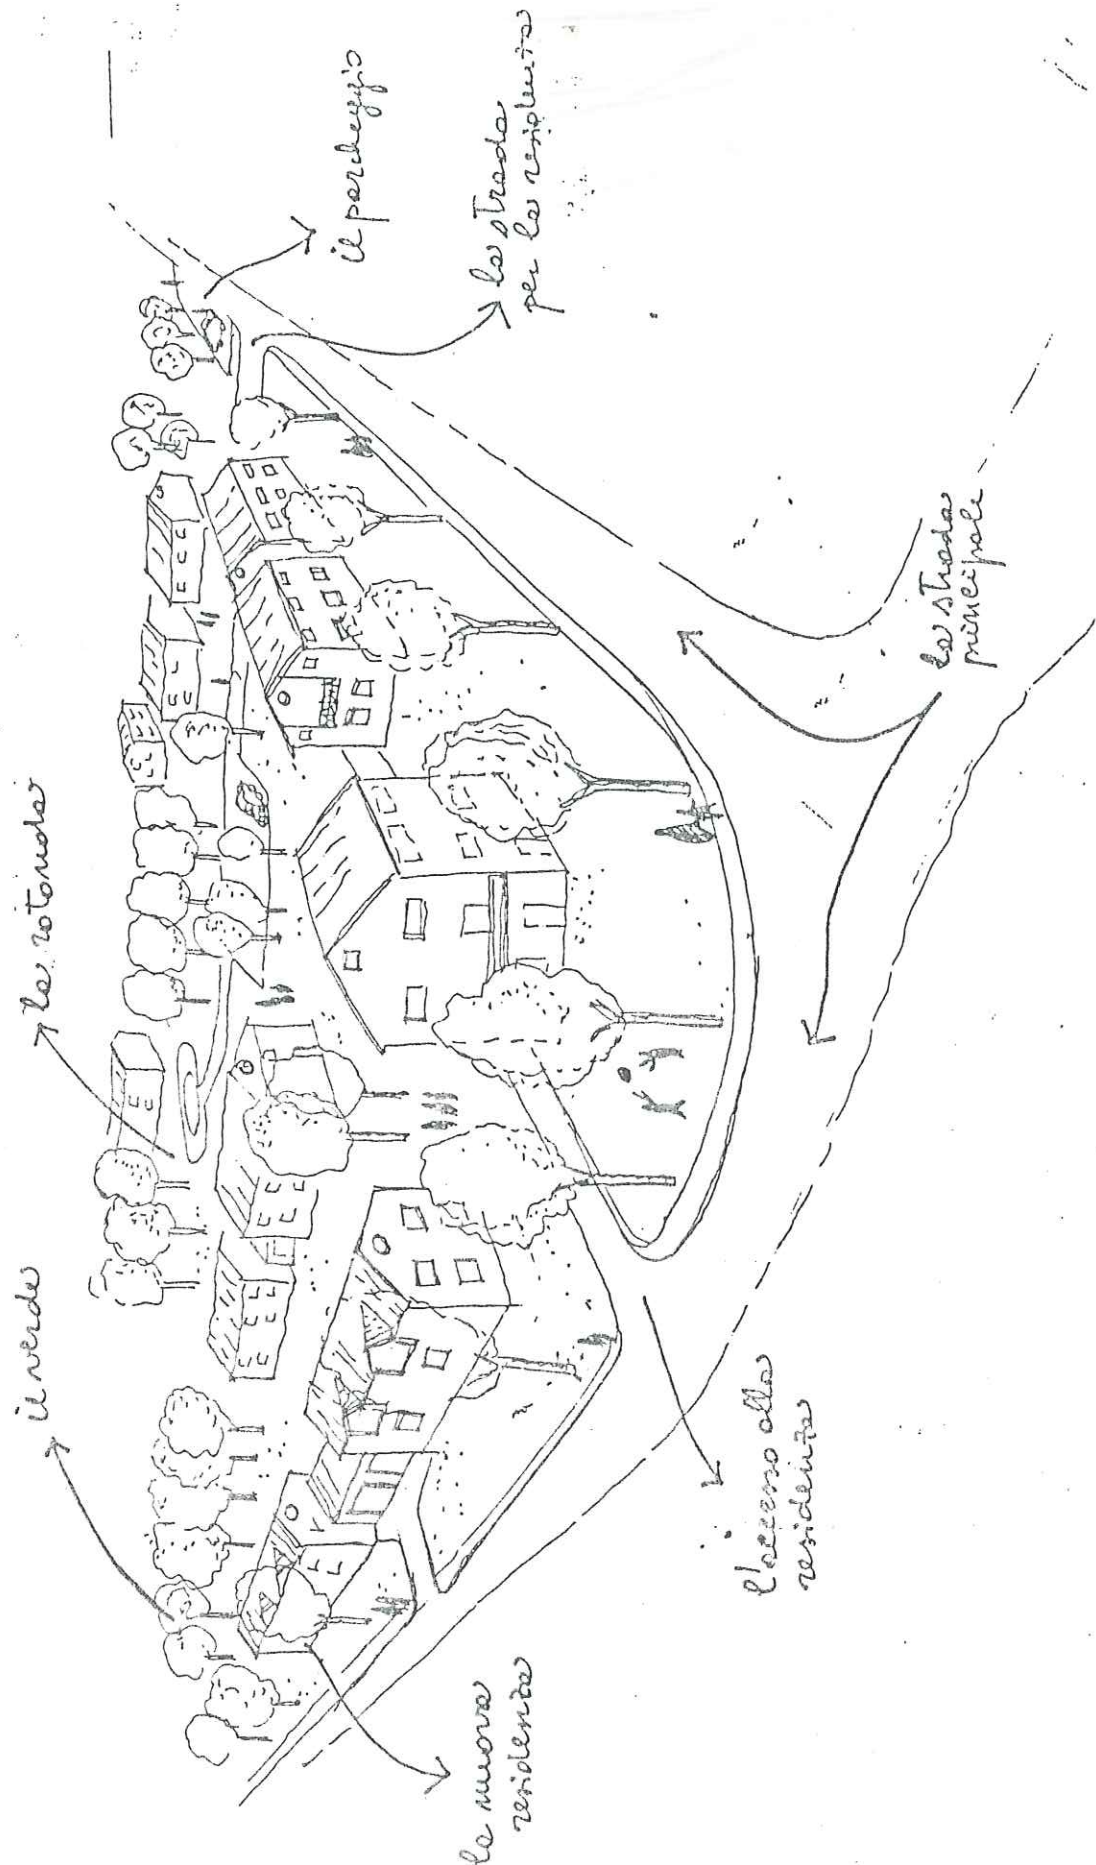 il verde
la rotonda
il parcheggio
la strada
per la residenza
la strada
principale
l'accesso alla
residenza
la nuova
residenza